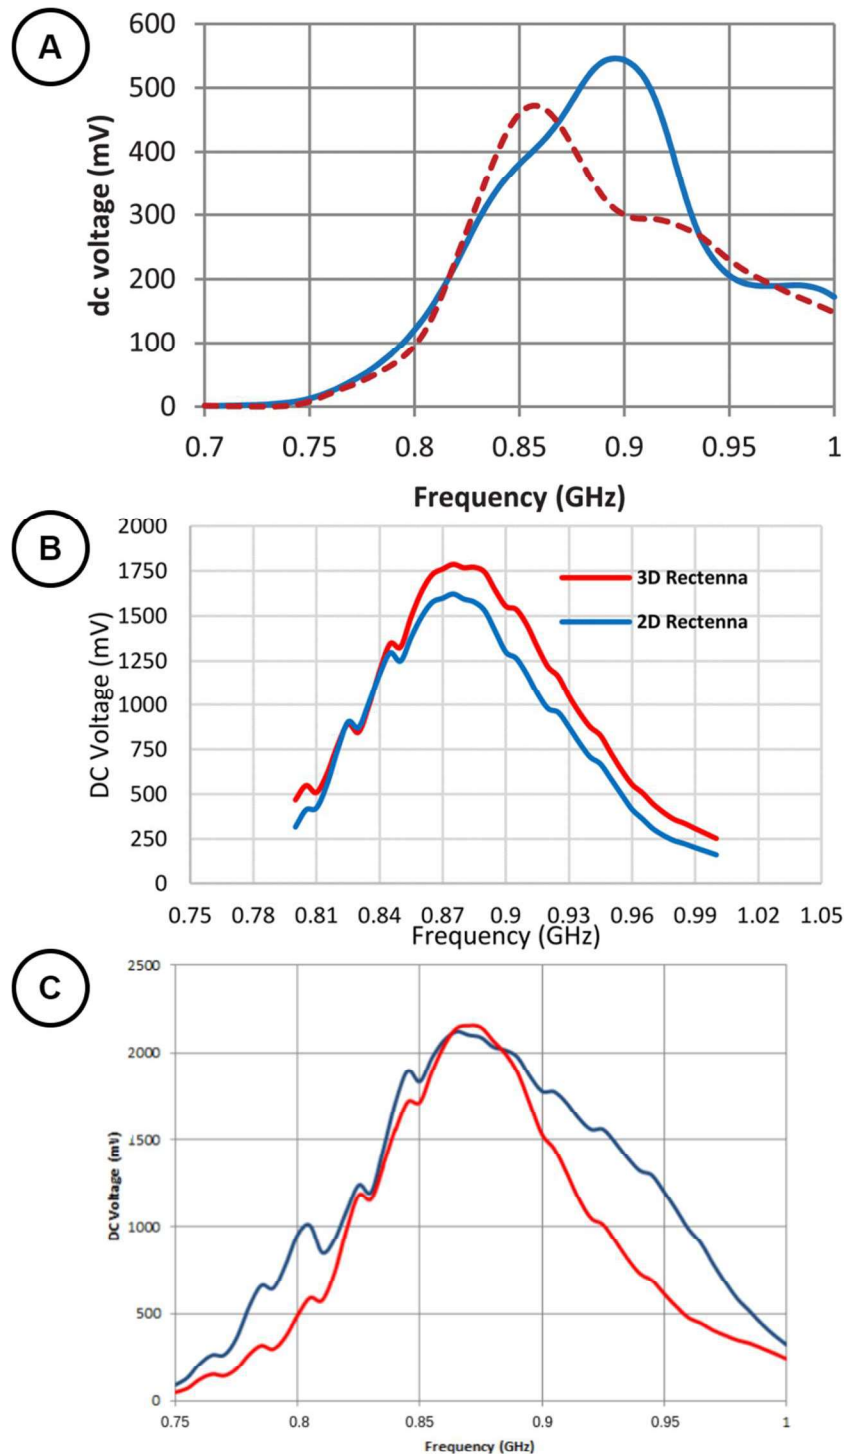 A
600
500
400
300
200
100
0
dc voltage (mV)
0.7 0.75 0.8 0.85 0.9 0.95 1
Frequency (GHz)
B
2000
1750
1500
1250
1000
750
500
250
0
DC Voltage (mV)
3D Rectenna
2D Rectenna
0.75 0.78 0.81 0.84 0.87 0.9 0.93 0.96 0.99 1.02 1.05
Frequency (GHz)
C
2500
2000
1500
1000
500
0
DC Voltage (mV)
0.75 0.8 0.85 0.9 0.95 1
Frequency (GHz)